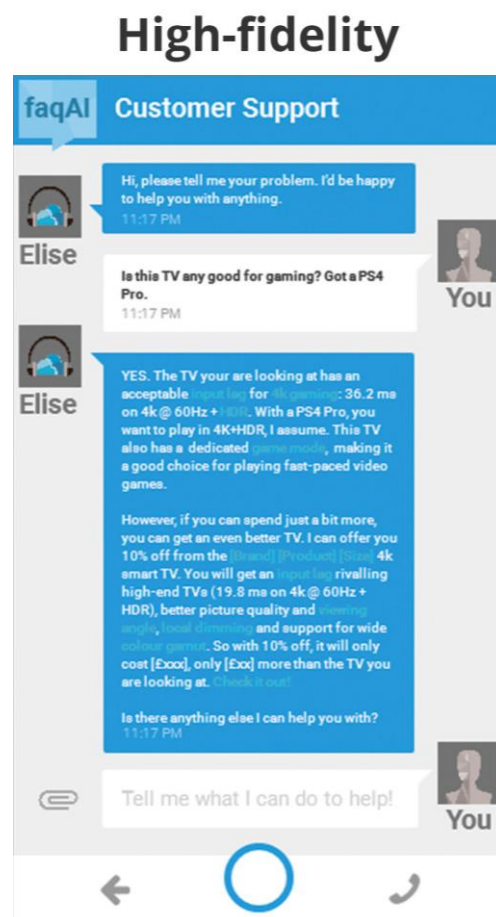 High-fidelity
faqAI
Customer Support
Hi, please tell me your problem. I'd be happy
to help you with anything.
11:17 PM
Elise
Is this TV any good for gaming? Got a PS4
Pro.
11:17 PM
You
Elise
YES. The TV your are looking at has an
acceptable input lag for 4k gaming: 36.2 ms
on 4k @ 60Hz + HDR. With a PS4 Pro, you
want to play in 4K+HDR, I assume. This TV
also has a dedicated game mode, making it
a good choice for playing fast-paced video
games.
However, if you can spend just a bit more,
you can get an even better TV. I can offer you
10% off from the [Brand] [Product] [Size] 4k
smart TV. You will get an input lag rivalling
high-end TVs (19.8 ms on 4k @ 60Hz +
HDR), better picture quality and viewing
angle, local dimming and support for wide
colour gamut. So with 10% off, it will only
cost [£xxx], only [£xx] more than the TV you
are looking at. Check it out!
Is there anything else I can help you with?
11:17 PM
Tell me what I can do to help!
You